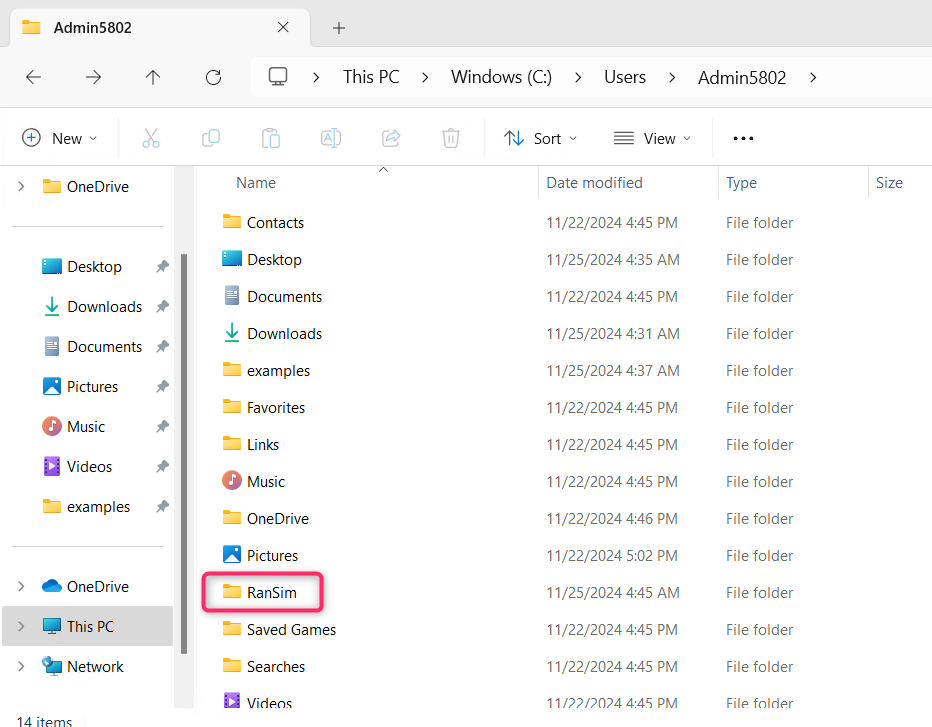 Admin5802
This PC Windows (C:) Users Admin5802
New Sort View
Name Date modified Type Size
OneDrive
Desktop
Downloads
Documents
Pictures
Music
Videos
examples
OneDrive
This PC
Network
Contacts 11/22/2024 4:45 PM File folder
Desktop 11/25/2024 4:35 AM File folder
Documents 11/22/2024 4:45 PM File folder
Downloads 11/25/2024 4:31 AM File folder
examples 11/25/2024 4:37 AM File folder
Favorites 11/22/2024 4:45 PM File folder
Links 11/22/2024 4:45 PM File folder
Music 11/22/2024 4:45 PM File folder
OneDrive 11/22/2024 4:46 PM File folder
Pictures 11/22/2024 5:02 PM File folder
RanSim 11/25/2024 4:45 AM File folder
Saved Games 11/22/2024 4:45 PM File folder
Searches 11/22/2024 4:45 PM File folder
Videos 11/22/2024 4:45 PM File folder
14 items